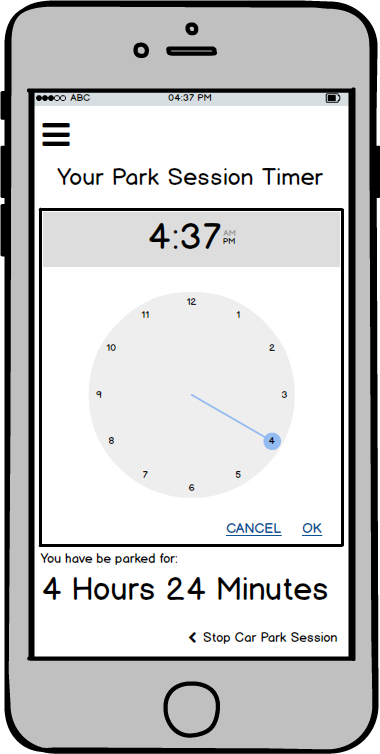 ABC 04:37 PM
Your Park Session Timer
4:37 AM
PM
12
11 1
10 2
9 3
8 4
7 5
6
CANCEL OK
You have be parked for:
4 Hours 24 Minutes
Stop Car Park Session